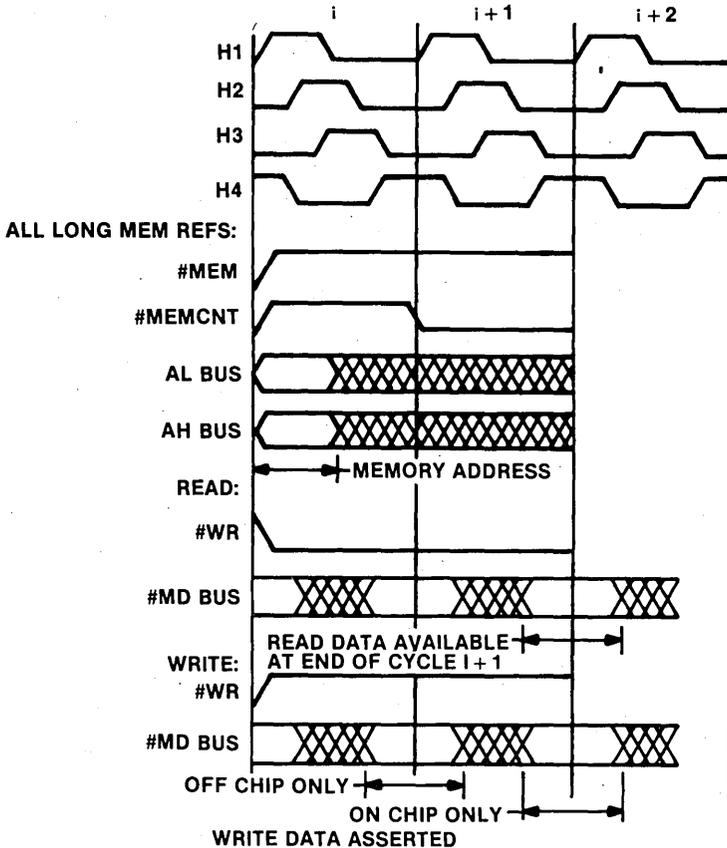 i i + 1 i + 2
H1
H2
H3
H4
ALL LONG MEM REFS:
#MEM
#MEMCNT
AL BUS
AH BUS
MEMORY ADDRESS
READ:
#WR
#MD BUS
READ DATA AVAILABLE
AT END OF CYCLE I + 1
WRITE:
#WR
#MD BUS
OFF CHIP ONLY
ON CHIP ONLY
WRITE DATA ASSERTED